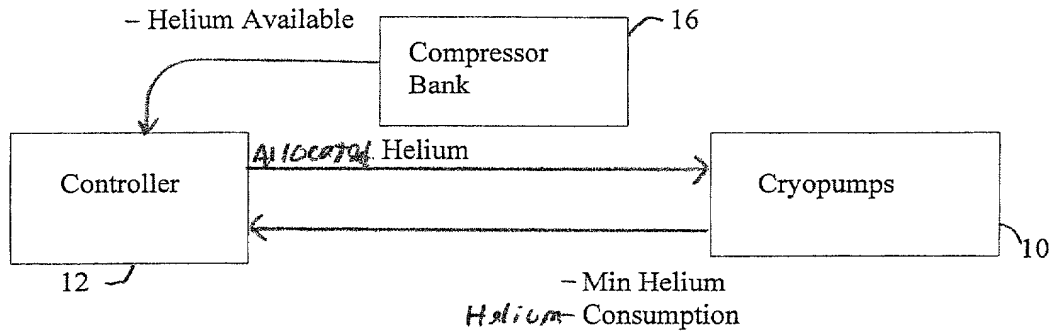 – Helium Available
16
Compressor
Bank
Allocated Helium
Controller
Cryopumps
12
10
– Min Helium
Helium – Consumption